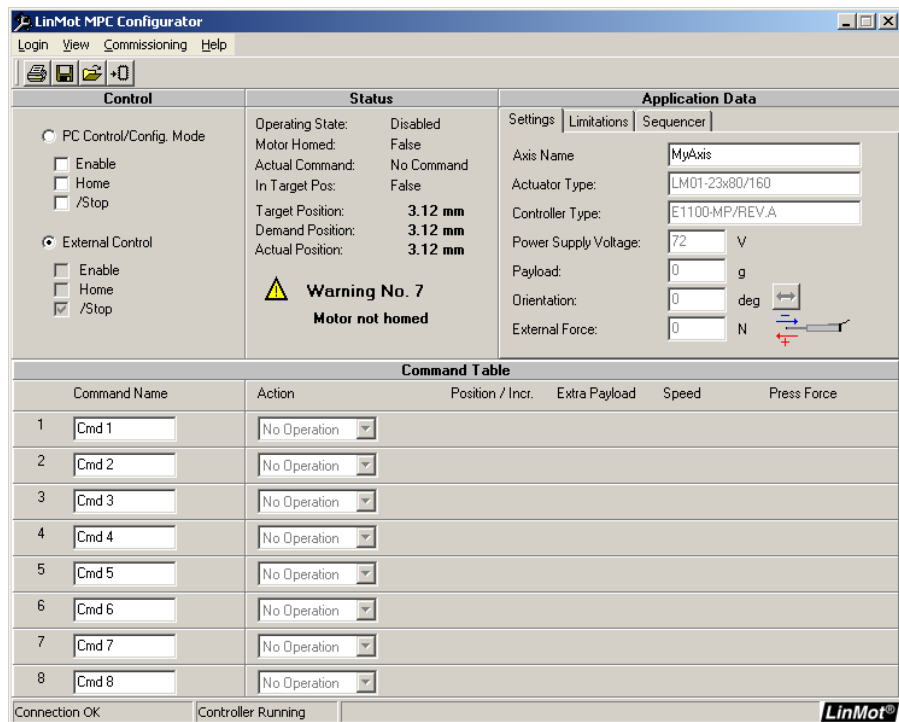 LinMot MPC Configurator
Login View Commissioning Help
Control
PC Control/Config. Mode
Enable
Home
/Stop
External Control
Enable
Home
/Stop
Status
Operating State: Disabled
Motor Homed: False
Actual Command: No Command
In Target Pos: False
Target Position: 3.12 mm
Demand Position: 3.12 mm
Actual Position: 3.12 mm
Warning No. 7
Motor not homed
Application Data
Settings Limitations Sequencer
Axis Name MyAxis
Actuator Type: LM01-23x80/160
Controller Type: E1100-MP/REV.A
Power Supply Voltage: 72 V
Payload: 0 g
Orientation: 0 deg
External Force: 0 N
Command Table
Command Name Action Position / Incr. Extra Payload Speed Press Force
1 Cmd 1 No Operation
2 Cmd 2 No Operation
3 Cmd 3 No Operation
4 Cmd 4 No Operation
5 Cmd 5 No Operation
6 Cmd 6 No Operation
7 Cmd 7 No Operation
8 Cmd 8 No Operation
Connection OK Controller Running LinMot®